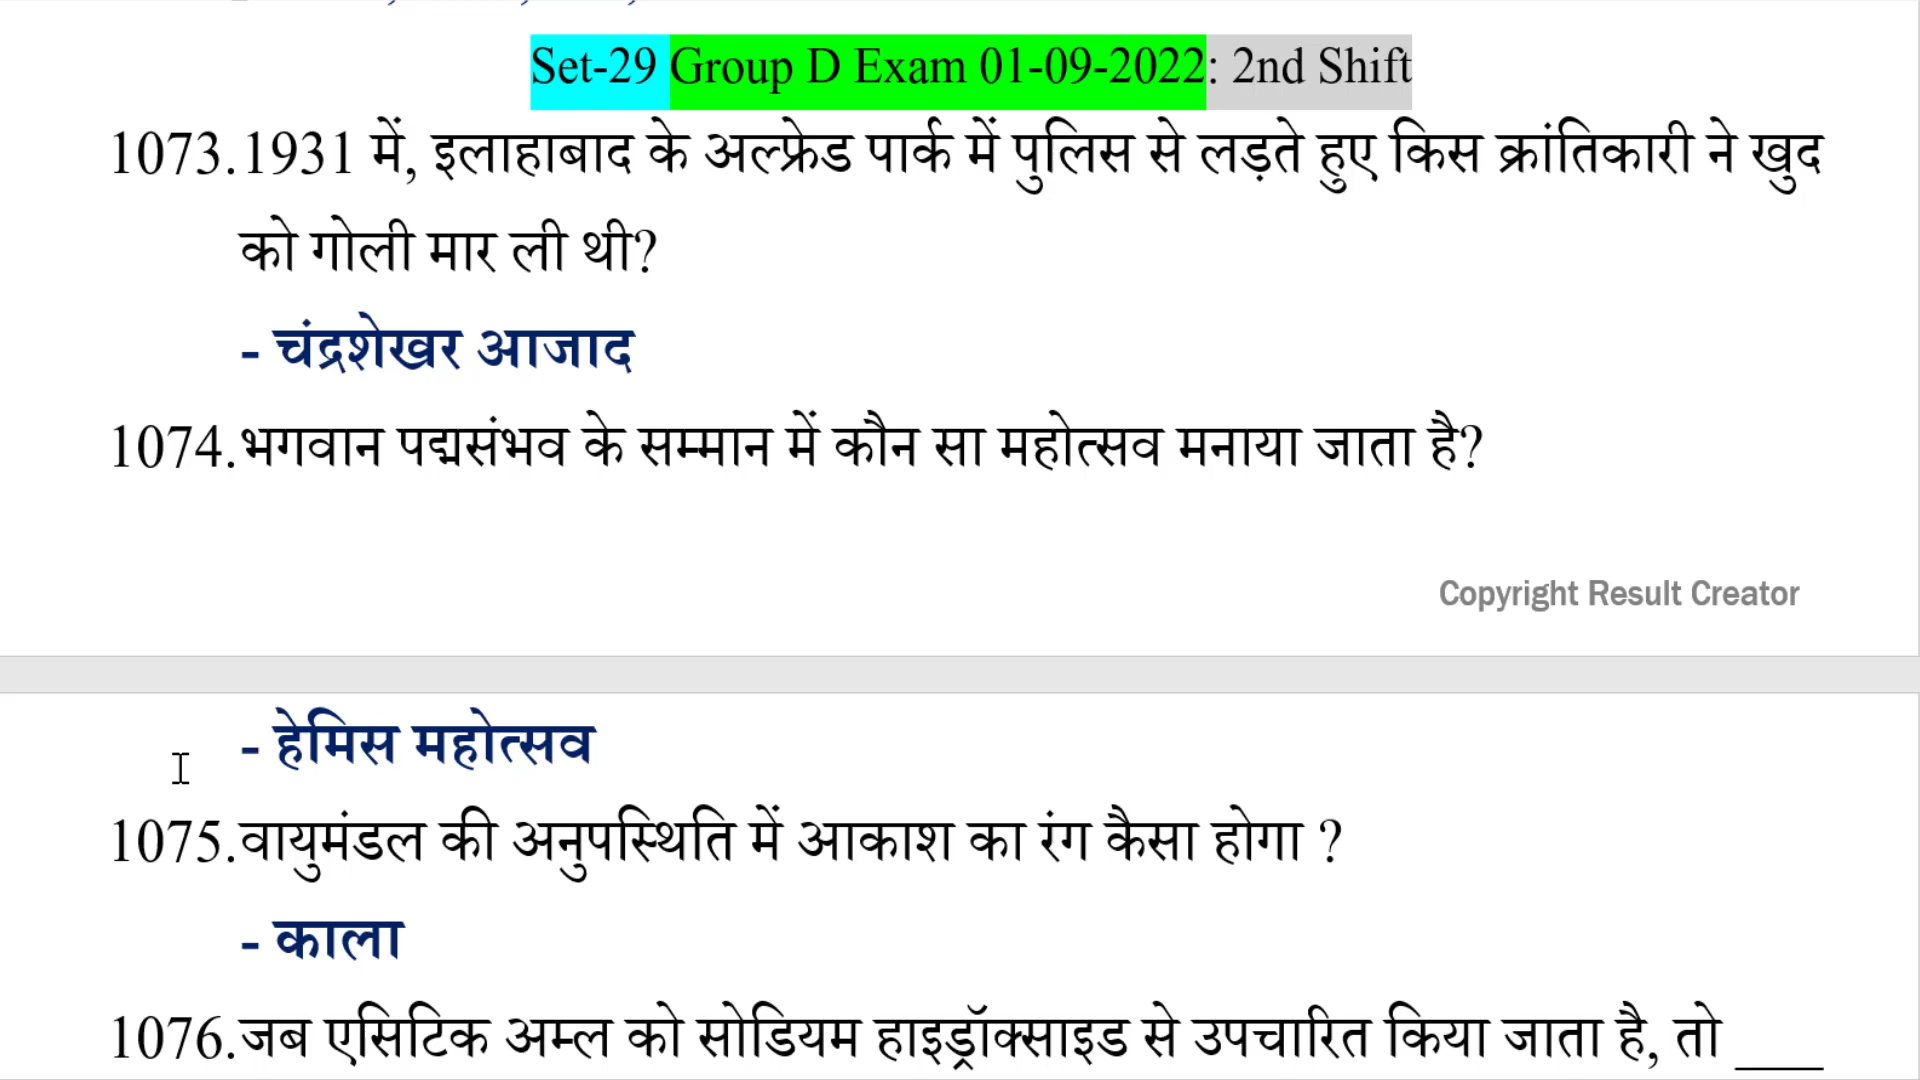 Set-29 Group D Exam 01-09-2022: 2nd Shift
1073.1931 में, इलाहाबाद के अल्फ्रेड पार्क में पुलिस से लड़ते हुए किस क्रांतिकारी ने खुद
को गोली मार ली थी?
- चंद्रशेखर आजाद
1074.भगवान पद्मसंभव के सम्मान में कौन सा महोत्सव मनाया जाता है?
Copyright Result Creator
- हेमिस महोत्सव
1075.वायुमंडल की अनुपस्थिति में आकाश का रंग कैसा होगा ?
- काला
1076.जब एसिटिक अम्ल को सोडियम हाइड्रॉक्साइड से उपचारित किया जाता है, तो ____